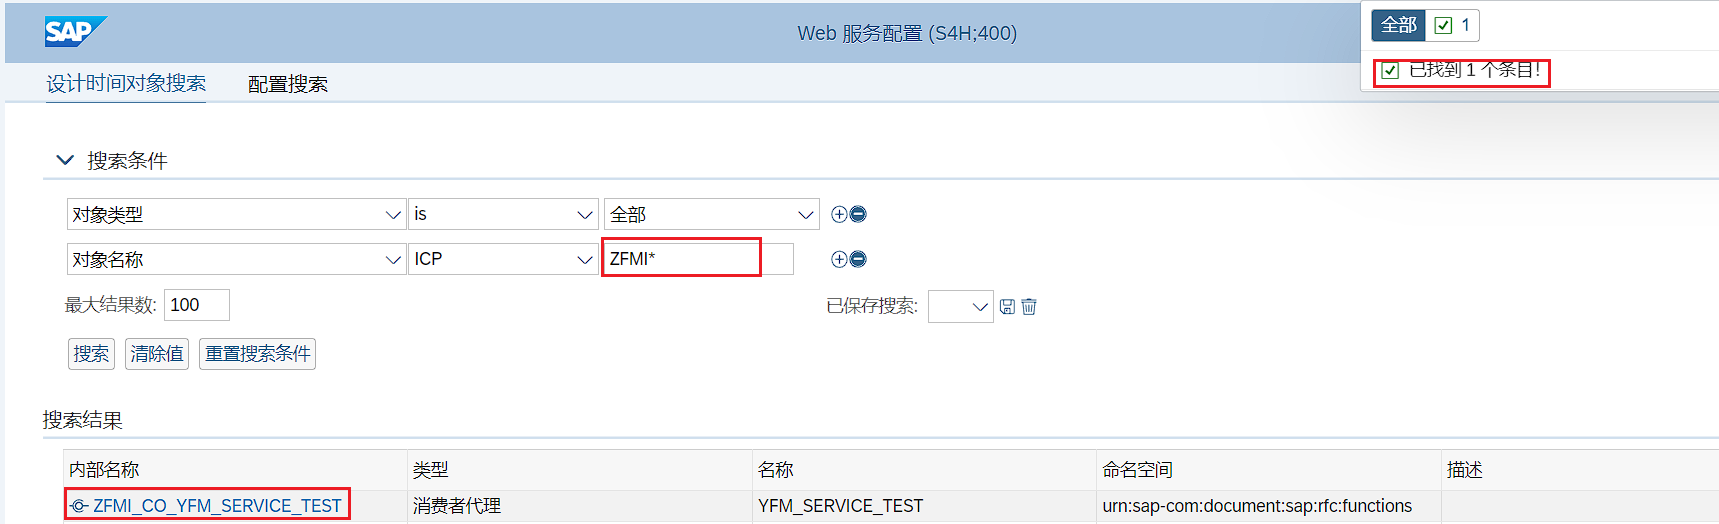 SAP
Web 服务配置 (S4H;400)
全部 1
已找到 1 个条目!
设计时间对象搜索 配置搜索
搜索条件
对象类型 is 全部
对象名称 ICP ZFMI*
最大结果数: 100 已保存搜索:
搜索 清除值 重置搜索条件
搜索结果
内部名称 类型 名称 命名空间 描述
ZFMI_CO_YFM_SERVICE_TEST 消费者代理 YFM_SERVICE_TEST urn:sap-com:document:sap:rfc:functions